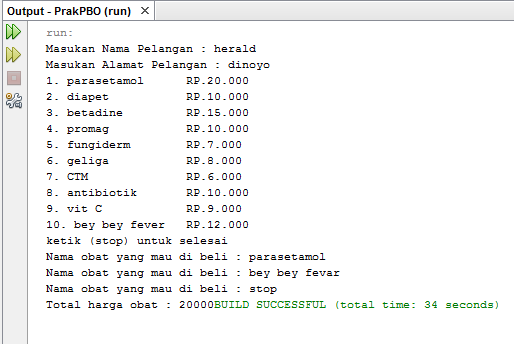 Output - PrakPBO (run)
run:
Masukan Nama Pelangan : herald
Masukan Alamat Pelangan : dinoyo
1. parasetamol RP.20.000
2. diapet RP.10.000
3. betadine RP.15.000
4. promag RP.10.000
5. fungiderm RP.7.000
6. geliga RP.8.000
7. CTM RP.6.000
8. antibiotik RP.10.000
9. vit C RP.9.000
10. bey bey fever RP.12.000
ketik (stop) untuk selesai
Nama obat yang mau di beli : parasetamol
Nama obat yang mau di beli : bey bey fevar
Nama obat yang mau di beli : stop
Total harga obat : 20000BUILD SUCCESSFUL (total time: 34 seconds)